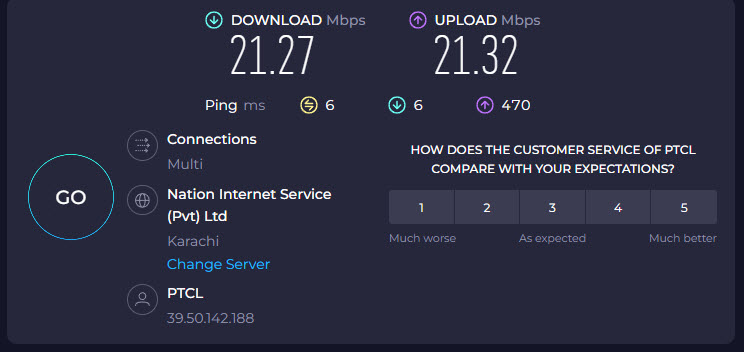 DOWNLOAD Mbps
21.27
UPLOAD Mbps
21.32
Ping ms 6 6 470
Connections
Multi
GO
Nation Internet Service
(Pvt) Ltd
Karachi
Change Server
PTCL
39.50.142.188
HOW DOES THE CUSTOMER SERVICE OF PTCL
COMPARE WITH YOUR EXPECTATIONS?
1 2 3 4 5
Much worse As expected Much better